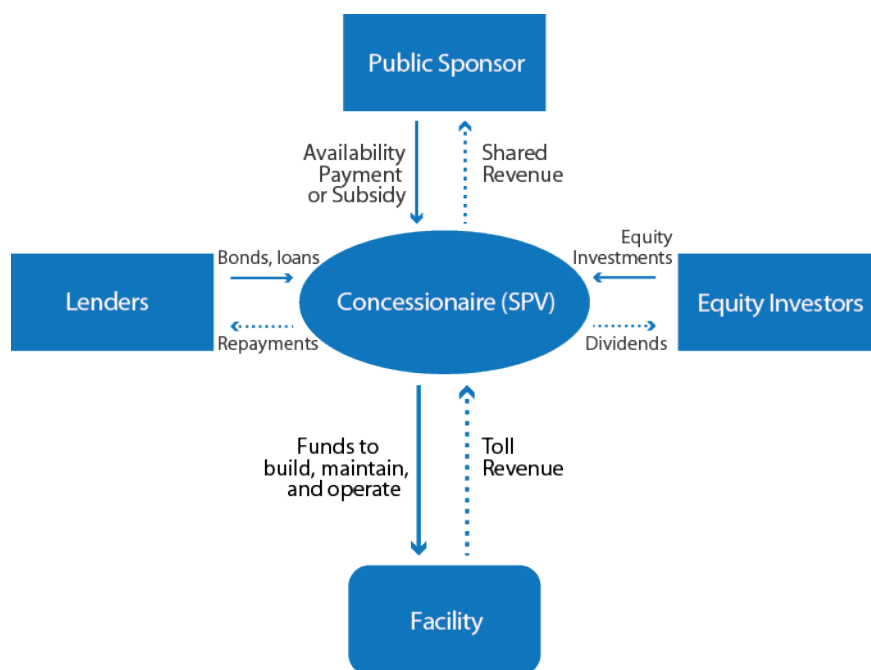 Public Sponsor
Availability
Payment
or Subsidy
Shared
Revenue
Bonds, loans
Equity
Investments
Lenders
Concessionaire (SPV)
Equity Investors
Repayments
Dividends
Funds to
build, maintain,
and operate
Toll
Revenue
Facility